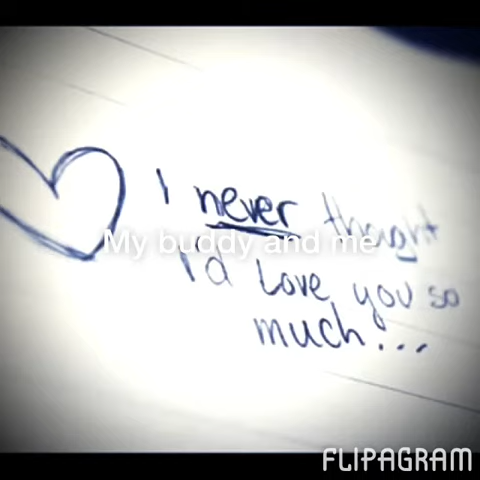 I never thought
My buddy and me
I'd Love you so
much...
FLIPAGRAM